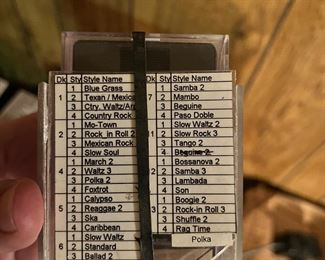 Dk Sty Style Name
1 Blue Grass
1 2 Texan / Mexica
3 Ctry. Waltz/
4 Country Rock
1 Mo-Town
2 2 Rock_in Roll 2
3 Mexican Rock
4 Slow Soul
1 March 2
4 2 Waltz 3
3 Polka 2
4 Foxtrot
1 Calypso
5 2 Reaggae 2
3 Ska
4 Caribbean
1 Slow Waltz
6 2 Standard
3 Ballad 2
Dk Sty Style Name
1 Samba 2
7 2 Mambo
3 Beguine
4 Paso Doble
1 Slow Waltz 2
2 Slow Rock 3
3 Tango 2
4 Beguine 2
1 Bossanova 2
2 Samba 3
3 Lambada
4 Son
1 Boogie 2
2 Rock-in Roll 3
3 Shuffle 2
4 Rag Time
Polka